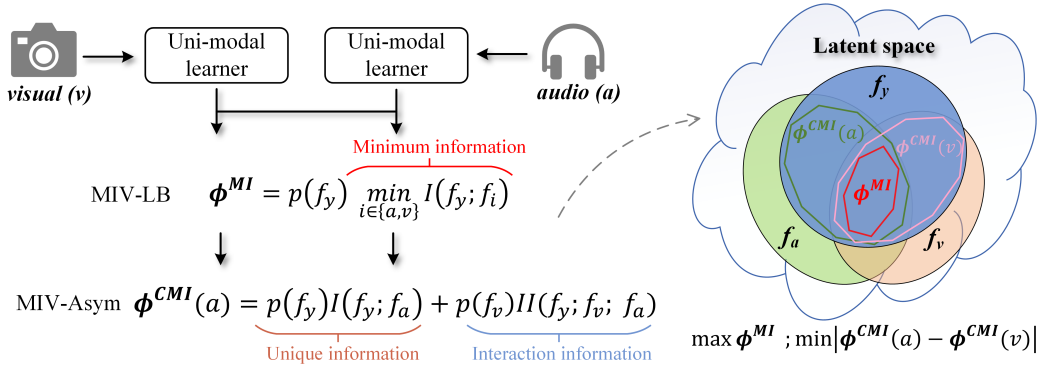 visual (v)
Uni-modal
learner
Uni-modal
learner
audio (a)
Minimum information
MIV-LB ϕ^{MI} = p(f_y) min_{i∈{a,v}} I(f_y; f_i)
MIV-Asym ϕ^{CMI}(a) = p(f_y)I(f_y; f_a) + p(f_v)II(f_y; f_v; f_a)
Unique information
Interaction information
Latent space
f_y
ϕ^{CMI}(a)
ϕ^{CMI}(v)
ϕ^{MI}
f_a
f_v
max ϕ^{MI} ; min|ϕ^{CMI}(a) − ϕ^{CMI}(v)|